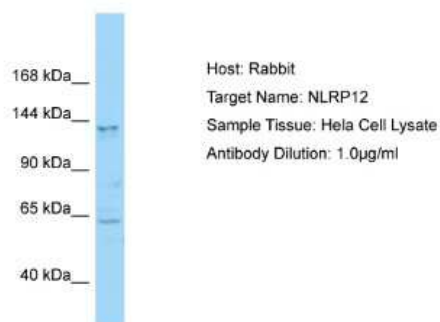 168 kDa__
144 kDa__
90 kDa__
65 kDa__
40 kDa__
Host: Rabbit
Target Name: NLRP12
Sample Tissue: Hela Cell Lysate
Antibody Dilution: 1.0µg/ml